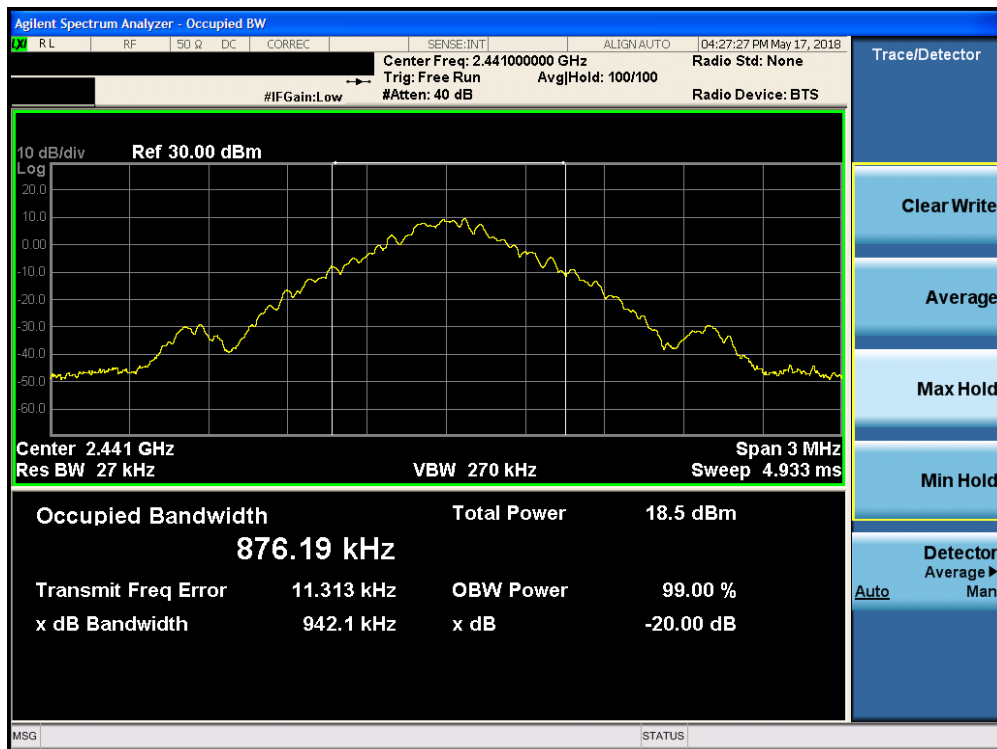 Agilent Spectrum Analyzer - Occupied BW
LXI RL RF 50 Ω DC CORREC SENSE:INT ALIGN AUTO 04:27:27 PM May 17, 2018
Center Freq: 2.441000000 GHz Radio Std: None
Trig: Free Run Avg|Hold: 100/100
#IFGain:Low #Atten: 40 dB Radio Device: BTS
10 dB/div Ref 30.00 dBm
Log
20.0
10.0
0.00
-10.0
-20.0
-30.0
-40.0
-50.0
-60.0
Center 2.441 GHz Span 3 MHz
Res BW 27 kHz VBW 270 kHz Sweep 4.933 ms
Occupied Bandwidth Total Power 18.5 dBm
876.19 kHz
Transmit Freq Error 11.313 kHz OBW Power 99.00 %
x dB Bandwidth 942.1 kHz x dB -20.00 dB
MSG STATUS
Trace/Detector
Clear Write
Average
Max Hold
Min Hold
Detector
Average
Auto Man